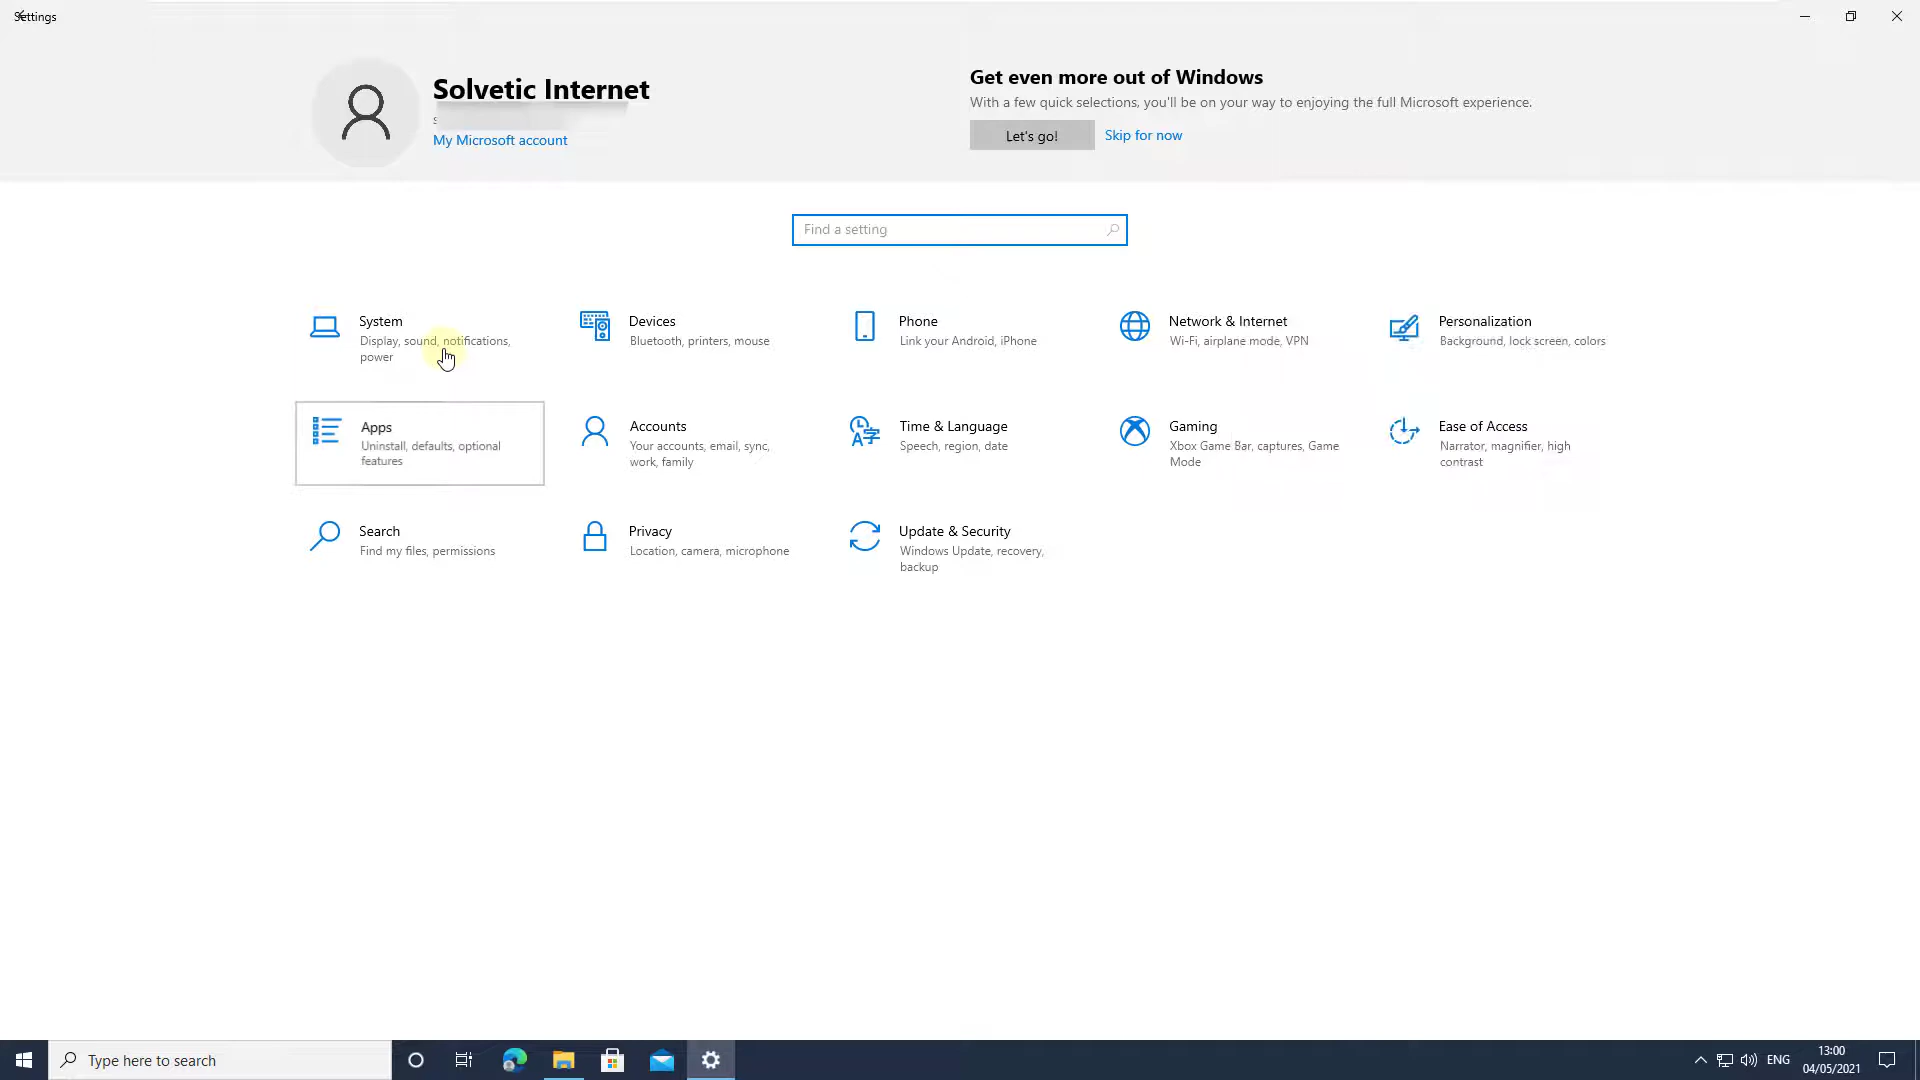 Settings
Solvetic Internet
s
My Microsoft account
Get even more out of Windows
With a few quick selections, you'll be on your way to enjoying the full Microsoft experience.
Let's go!
Skip for now
Find a setting
System
Display, sound, notifications,
power
Devices
Bluetooth, printers, mouse
Phone
Link your Android, iPhone
Network & Internet
Wi-Fi, airplane mode, VPN
Personalization
Background, lock screen, colors
Apps
Uninstall, defaults, optional
features
Accounts
Your accounts, email, sync,
work, family
Time & Language
Speech, region, date
Gaming
Xbox Game Bar, captures, Game
Mode
Ease of Access
Narrator, magnifier, high
contrast
Search
Find my files, permissions
Privacy
Location, camera, microphone
Update & Security
Windows Update, recovery,
backup
Type here to search
ENG
13:00
04/05/2021